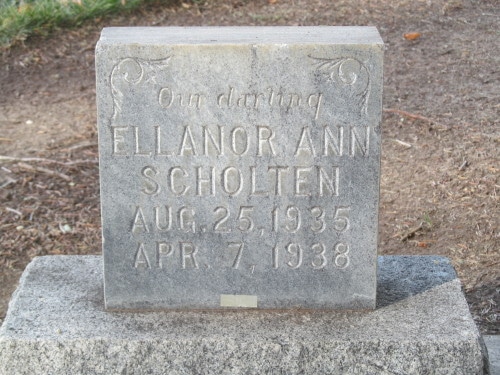 Our darling
ELLANOR ANN
SCHOLTEN
AUG. 25, 1935
APR. 7, 1938